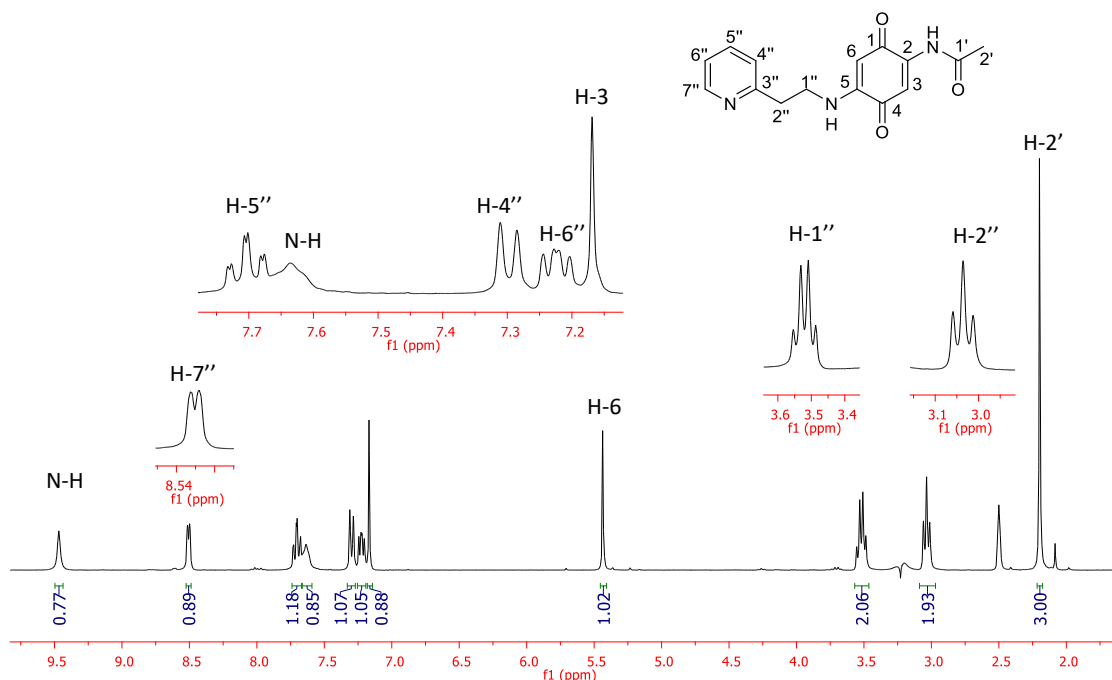 O
1
2
NH
1'
2'
O
3
4
O
5
6
N
H
1''
2''
3''
4''
5''
6''
7''
N
H-5''
N-H
H-4''
H-6''
H-3
7.7 7.6 7.5 7.4 7.3 7.2
f1 (ppm)
H-7''
8.54
f1 (ppm)
H-1''
3.6 3.5 3.4
f1 (ppm)
H-2''
3.1 3.0
f1 (ppm)
H-2'
H-6
N-H
0.77 0.89 1.18 0.85 1.07 1.05 0.88 1.02 2.06 1.93 3.00
9.5 9.0 8.5 8.0 7.5 7.0 6.5 6.0 5.5 5.0 4.5 4.0 3.5 3.0 2.5 2.0
f1 (ppm)